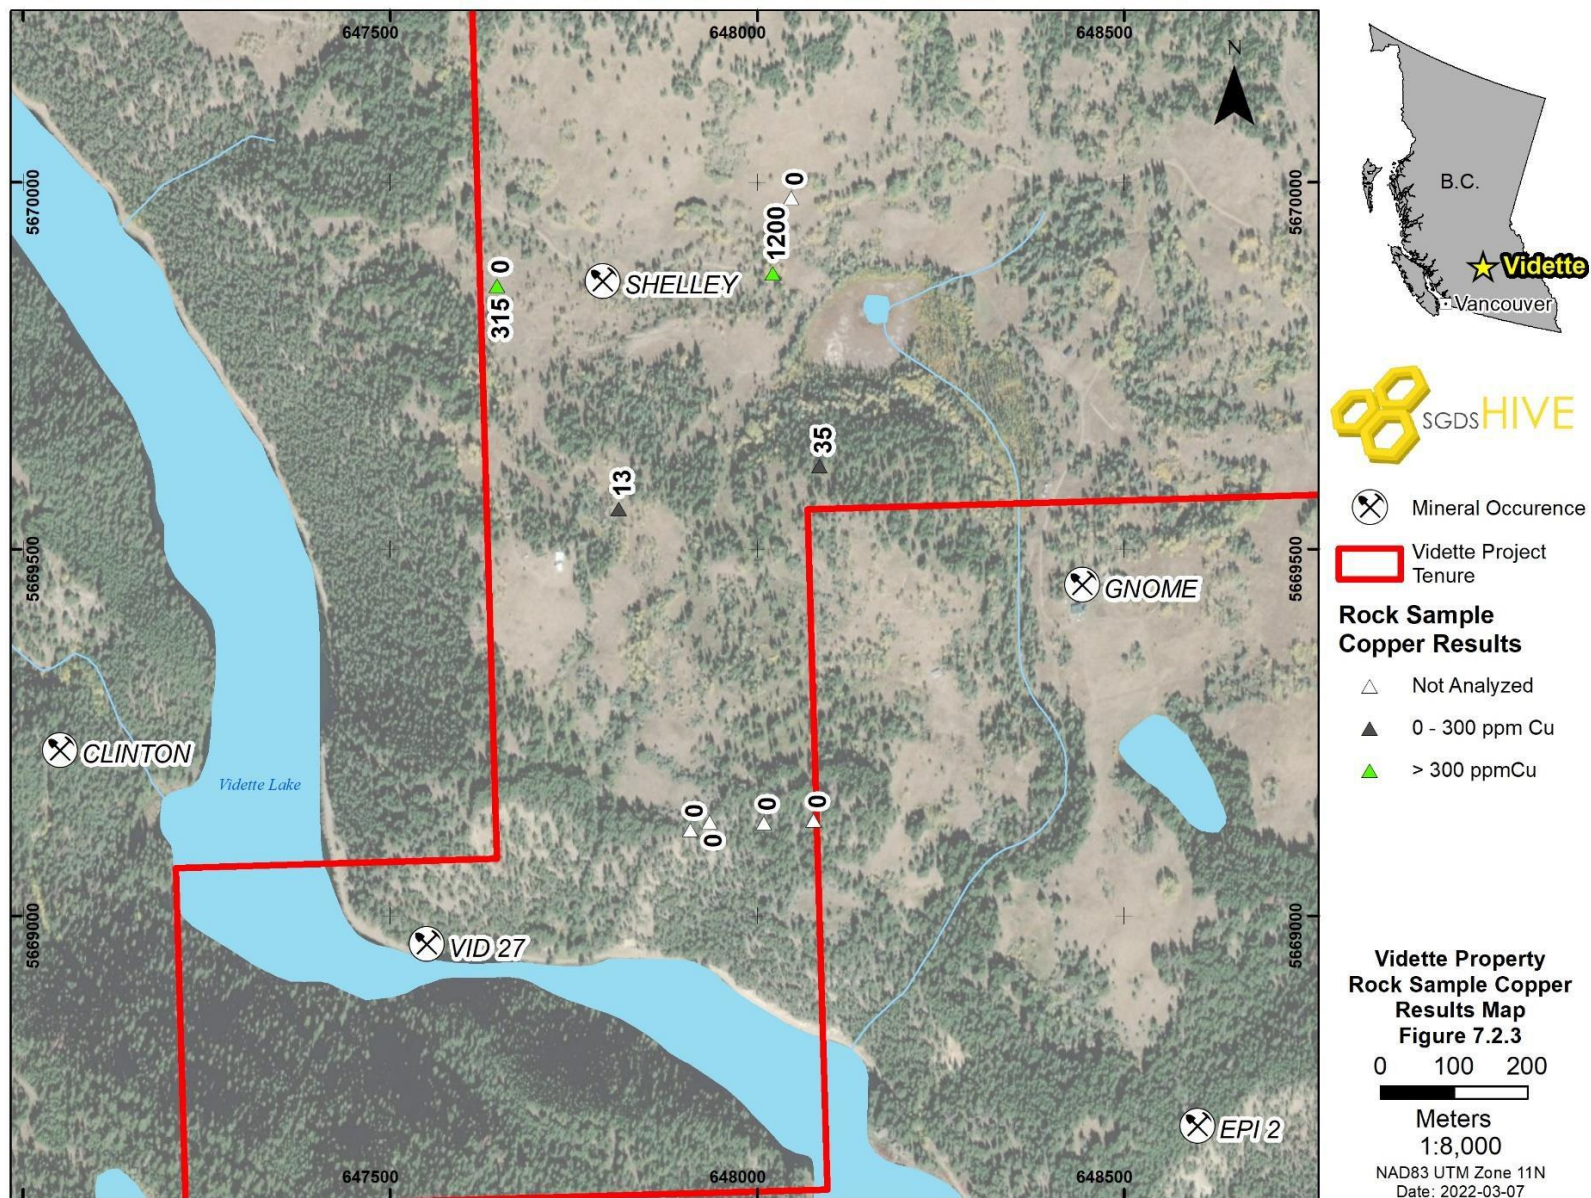 647500
648000
648500
N
5670000
5670000
0
1200
0
315
SHELLEY
35
13
5669500
5669500
GNOME
CLINTON
Vidette Lake
0
0
0
0
5669000
5669000
VID 27
EPI 2
647500
648000
648500
B.C.
Vidette
Vancouver
SGDS HIVE
Mineral Occurence
Vidette Project
Tenure
Rock Sample
Copper Results
Not Analyzed
0 - 300 ppm Cu
> 300 ppmCu
Vidette Property
Rock Sample Copper
Results Map
Figure 7.2.3
0 100 200
Meters
1:8,000
NAD83 UTM Zone 11N
Date: 2022-03-07